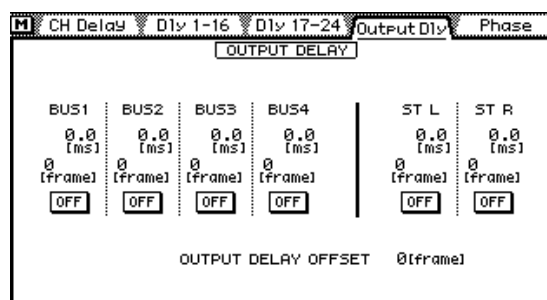 M CH Delay Dly 1-16 Dly 17-24 Output Dly Phase
OUTPUT DELAY
BUS1 BUS2 BUS3 BUS4 ST L ST R
0.0 0.0 0.0 0.0 0.0 0.0
[ms] [ms] [ms] [ms] [ms] [ms]
0 0 0 0 0 0
[frame] [frame] [frame] [frame] [frame] [frame]
OFF OFF OFF OFF OFF OFF
OUTPUT DELAY OFFSET 0[frame]